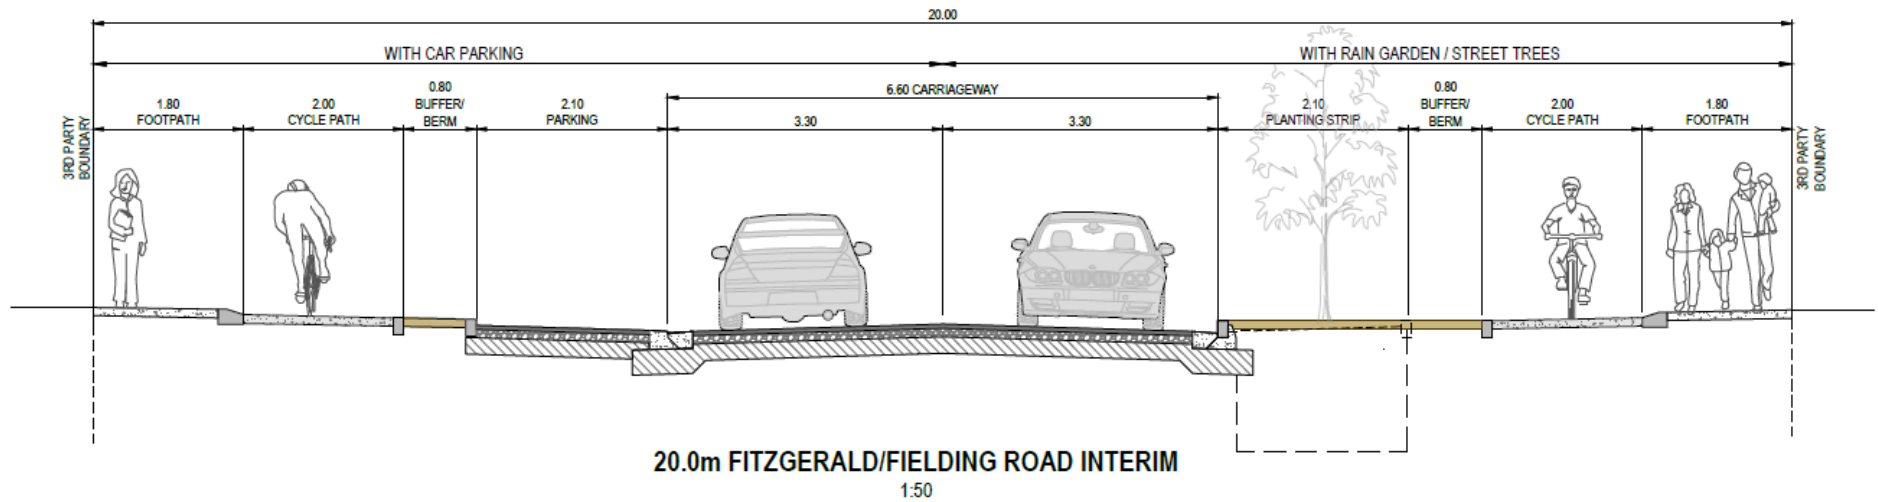 20.00
WITH CAR PARKING
WITH RAIN GARDEN / STREET TREES
6.60 CARRIAGEWAY
3RD PARTY
BOUNDARY
1.80
FOOTPATH
2.00
CYCLE PATH
0.80
BUFFER/
BERM
2.10
PARKING
3.30
3.30
2.10
PLANTING STRIP
0.80
BUFFER/
BERM
2.00
CYCLE PATH
1.80
FOOTPATH
3RD PARTY
BOUNDARY
20.0m FITZGERALD/FIELDING ROAD INTERIM
1:50